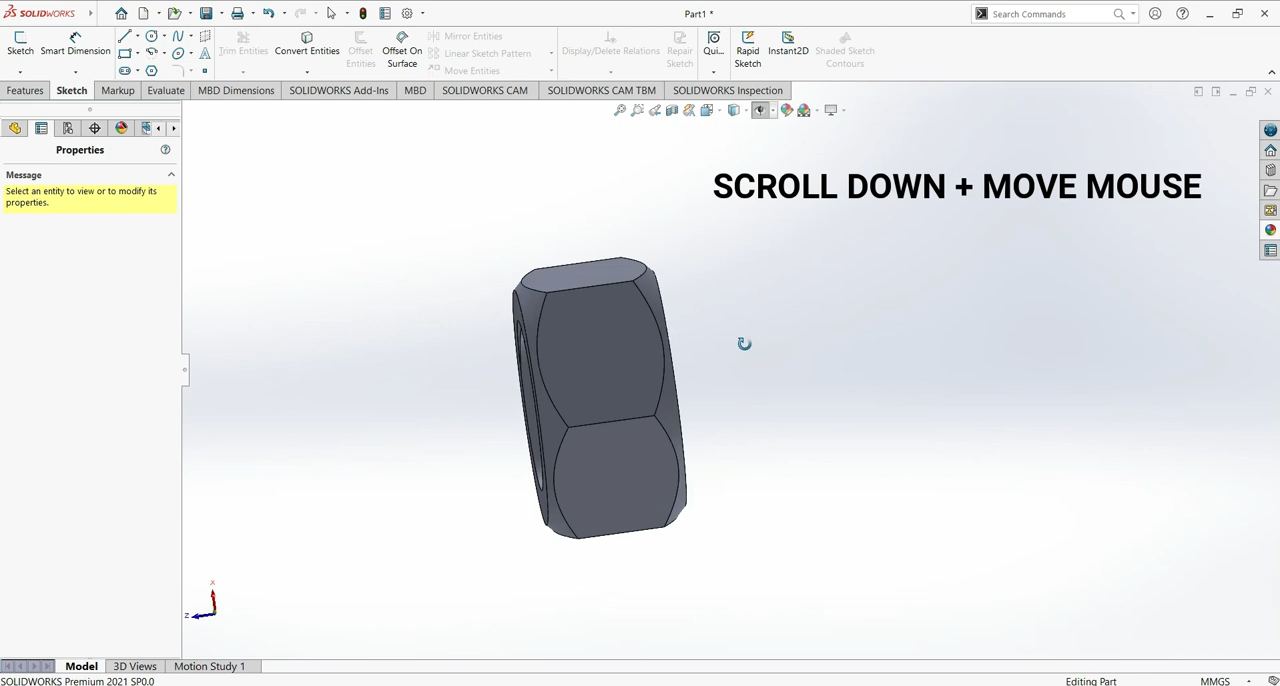 SOLIDWORKS
Part1 *
Search Commands
Sketch
Smart Dimension
Trim Entities
Convert Entities
Offset
Entities
Offset On
Surface
Mirror Entities
Linear Sketch Pattern
Move Entities
Display/Delete Relations
Repair
Sketch
Qui...
Rapid
Sketch
Instant2D
Shaded Sketch
Contours
Features
Sketch
Markup
Evaluate
MBD Dimensions
SOLIDWORKS Add-Ins
MBD
SOLIDWORKS CAM
SOLIDWORKS CAM TBM
SOLIDWORKS Inspection
Properties
Message
Select an entity to view or to modify its
properties.
SCROLL DOWN + MOVE MOUSE
x
z
Model
3D Views
Motion Study 1
SOLIDWORKS Premium 2021 SP0.0
Editing Part
MMGS